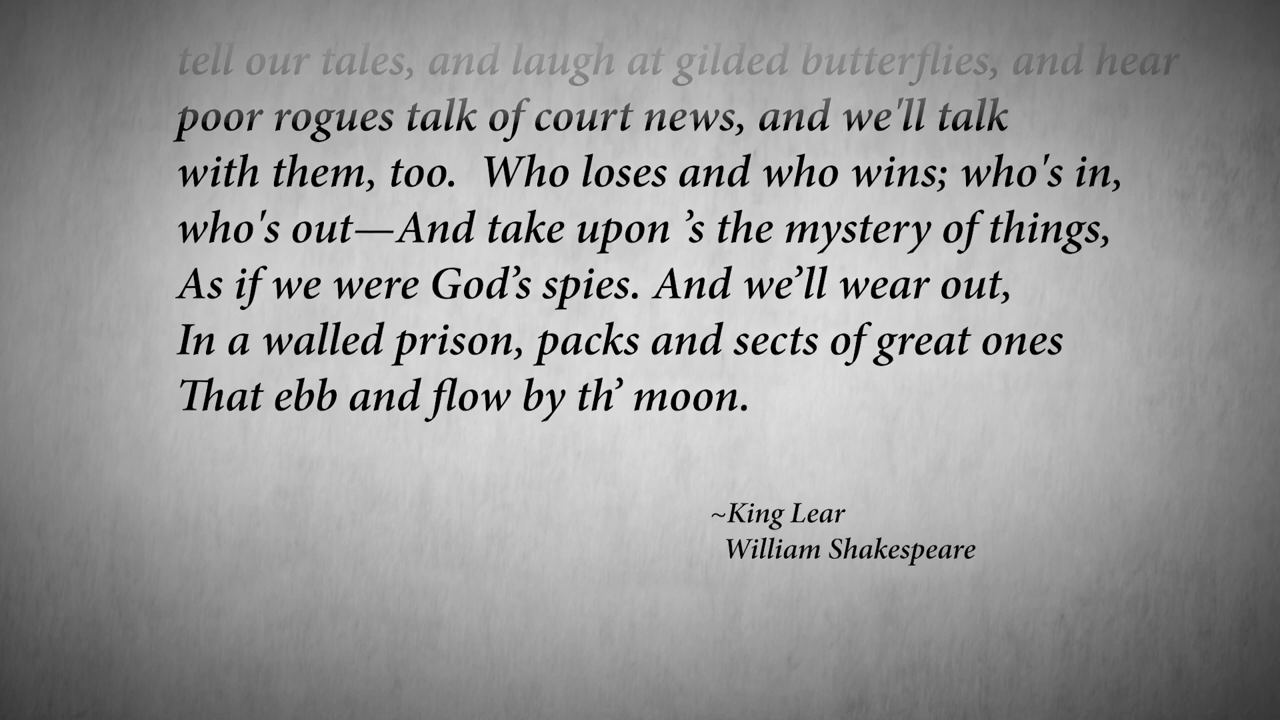 tell our tales, and laugh at gilded butterflies, and hear
poor rogues talk of court news, and we'll talk
with them, too.  Who loses and who wins; who's in,
who's out—And take upon ’s the mystery of things,
As if we were God’s spies. And we’ll wear out,
In a walled prison, packs and sects of great ones
That ebb and flow by th’ moon.
~King Lear
William Shakespeare